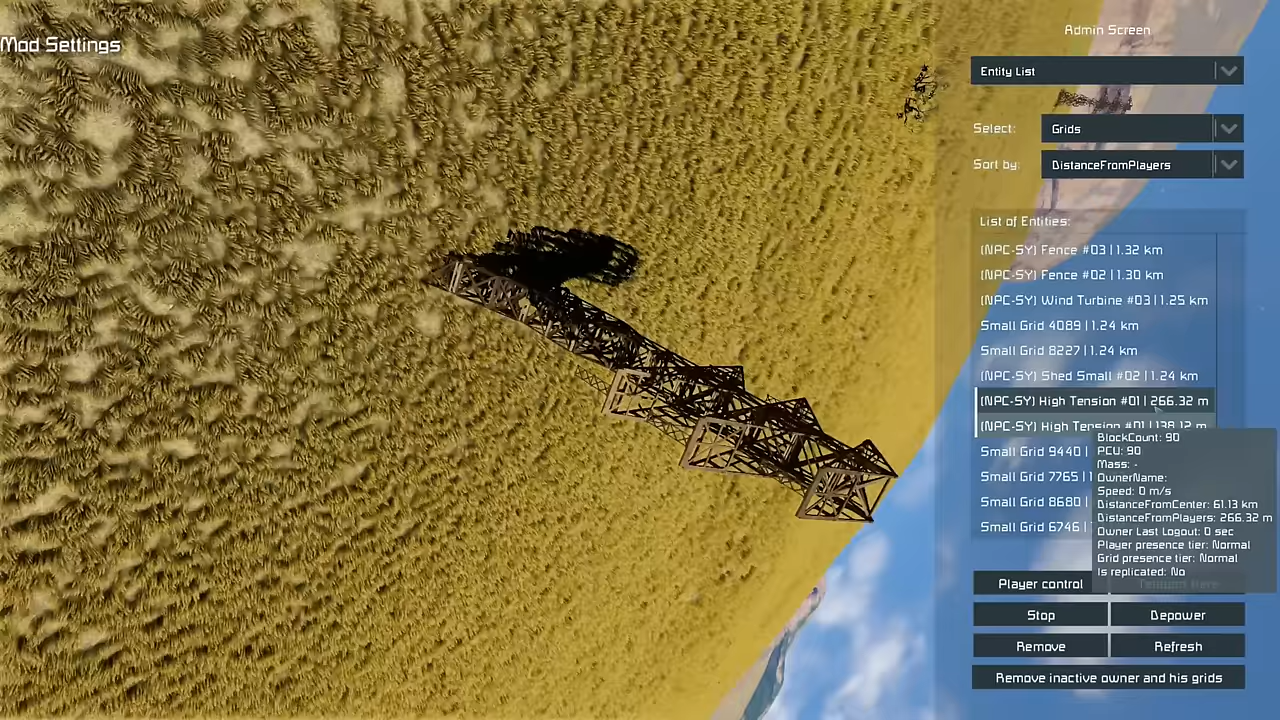 Mod Settings
Admin Screen
Entity List
Select:
Grids
Sort by:
DistanceFromPlayers
List of Entities:
(NPC-SY) Fence #03 | 1.32 km
(NPC-SY) Fence #02 | 1.30 km
(NPC-SY) Wind Turbine #03 | 1.25 km
Small Grid 4089 | 1.24 km
Small Grid 8227 | 1.24 km
(NPC-SY) Shed Small #02 | 1.24 km
(NPC-SY) High Tension #01 | 266.32 m
(NPC-SY) High Tension #01 | 138.12 m
Small Grid 9440 |
Small Grid 7765 | 1
Small Grid 8680 |
Small Grid 6746 |
BlockCount: 90
PCU: 90
Mass: -
OwnerName:
Speed: 0 m/s
DistanceFromCenter: 61.13 km
DistanceFromPlayers: 266.32 m
Owner Last Logout: 0 sec
Player presence tier: Normal
Grid presence tier: Normal
Is replicated: No
Player control
Stop
Depower
Remove
Refresh
Remove inactive owner and his grids